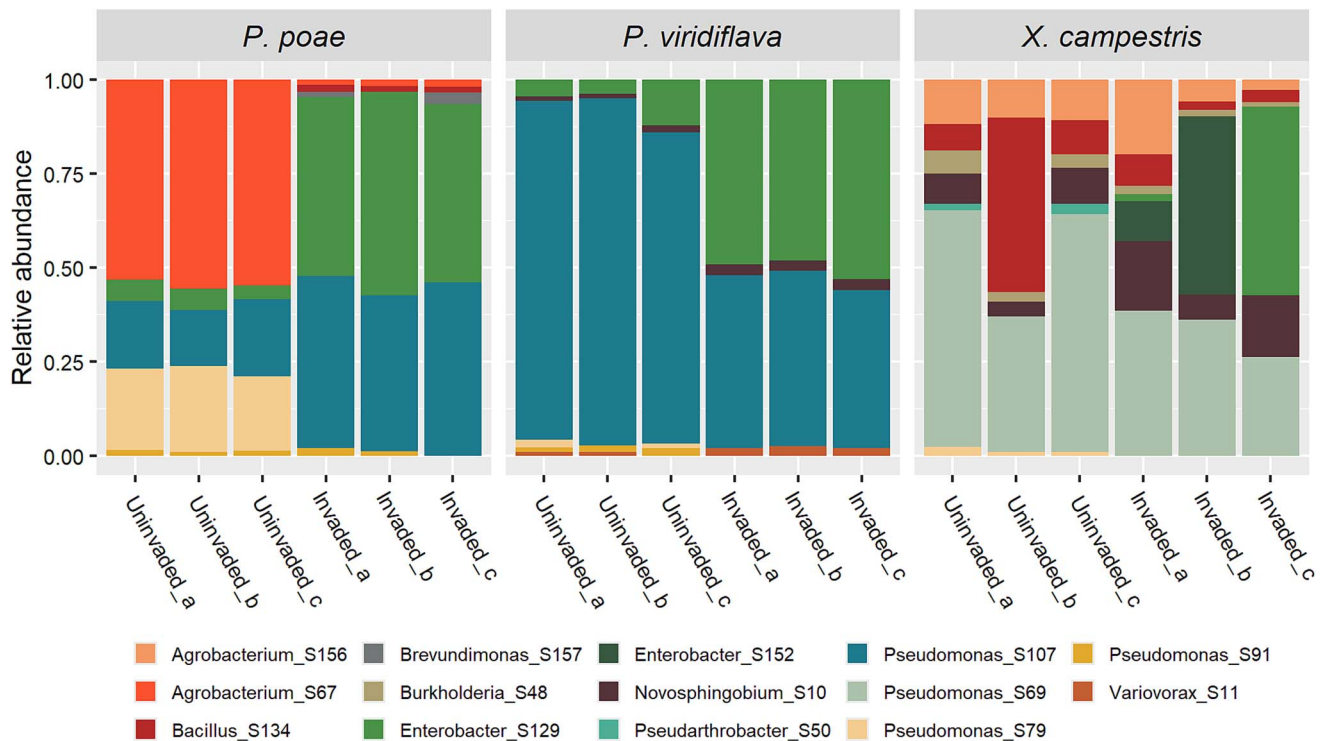 P. poae
P. viridiflava
X. campestris
Relative abundance
1.00
0.75
0.50
0.25
0.00
Uninvaded_a
Uninvaded_b
Uninvaded_c
Invaded_a
Invaded_b
Invaded_c
Uninvaded_a
Uninvaded_b
Uninvaded_c
Invaded_a
Invaded_b
Invaded_c
Uninvaded_a
Uninvaded_b
Uninvaded_c
Invaded_a
Invaded_b
Invaded_c
Agrobacterium_S156
Brevundimonas_S157
Enterobacter_S152
Pseudomonas_S107
Pseudomonas_S91
Agrobacterium_S67
Burkholderia_S48
Novosphingobium_S10
Pseudomonas_S69
Variovorax_S11
Bacillus_S134
Enterobacter_S129
Pseudarthrobacter_S50
Pseudomonas_S79